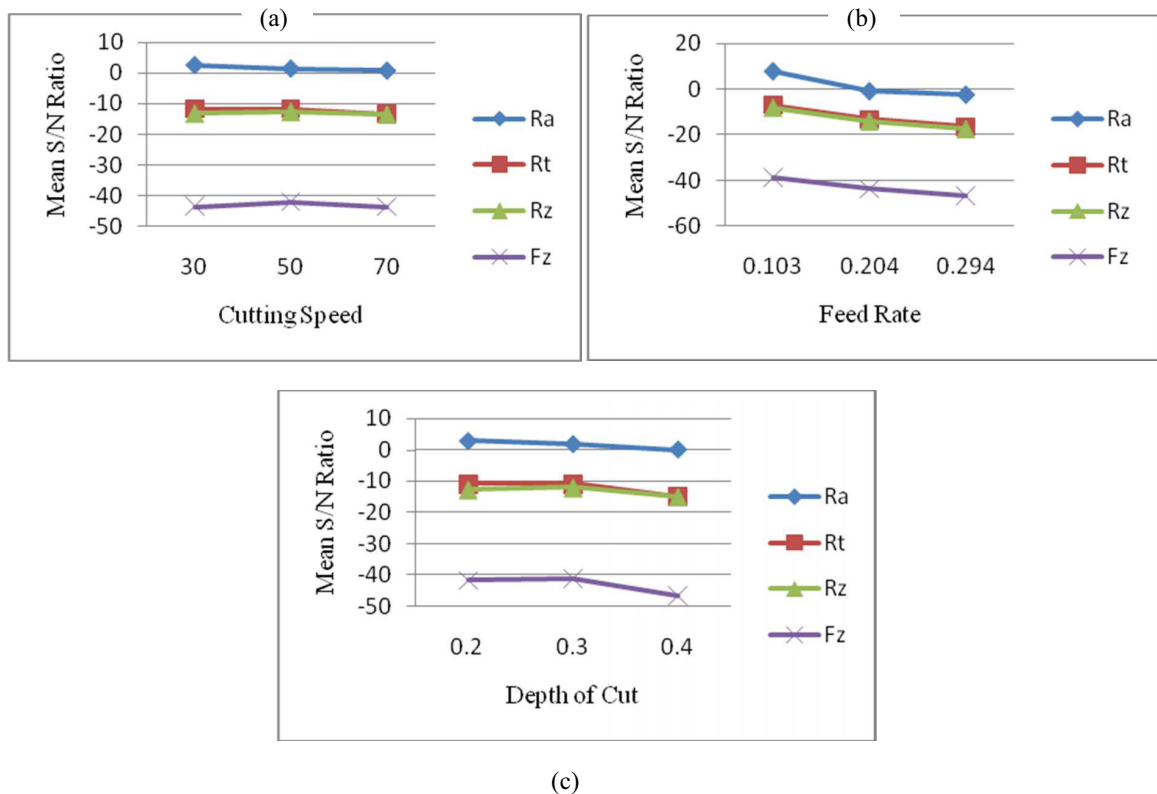 (a)
10
0
-10
-20
-30
-40
-50
Mean S/N Ratio
30 50 70
Cutting Speed
Ra
Rt
Rz
Fz
(b)
20
0
-20
-40
-60
Mean S/N Ratio
0.103 0.204 0.294
Feed Rate
Ra
Rt
Rz
Fz
10
0
-10
-20
-30
-40
-50
Mean S/N Ratio
0.2 0.3 0.4
Depth of Cut
Ra
Rt
Rz
Fz
(c)